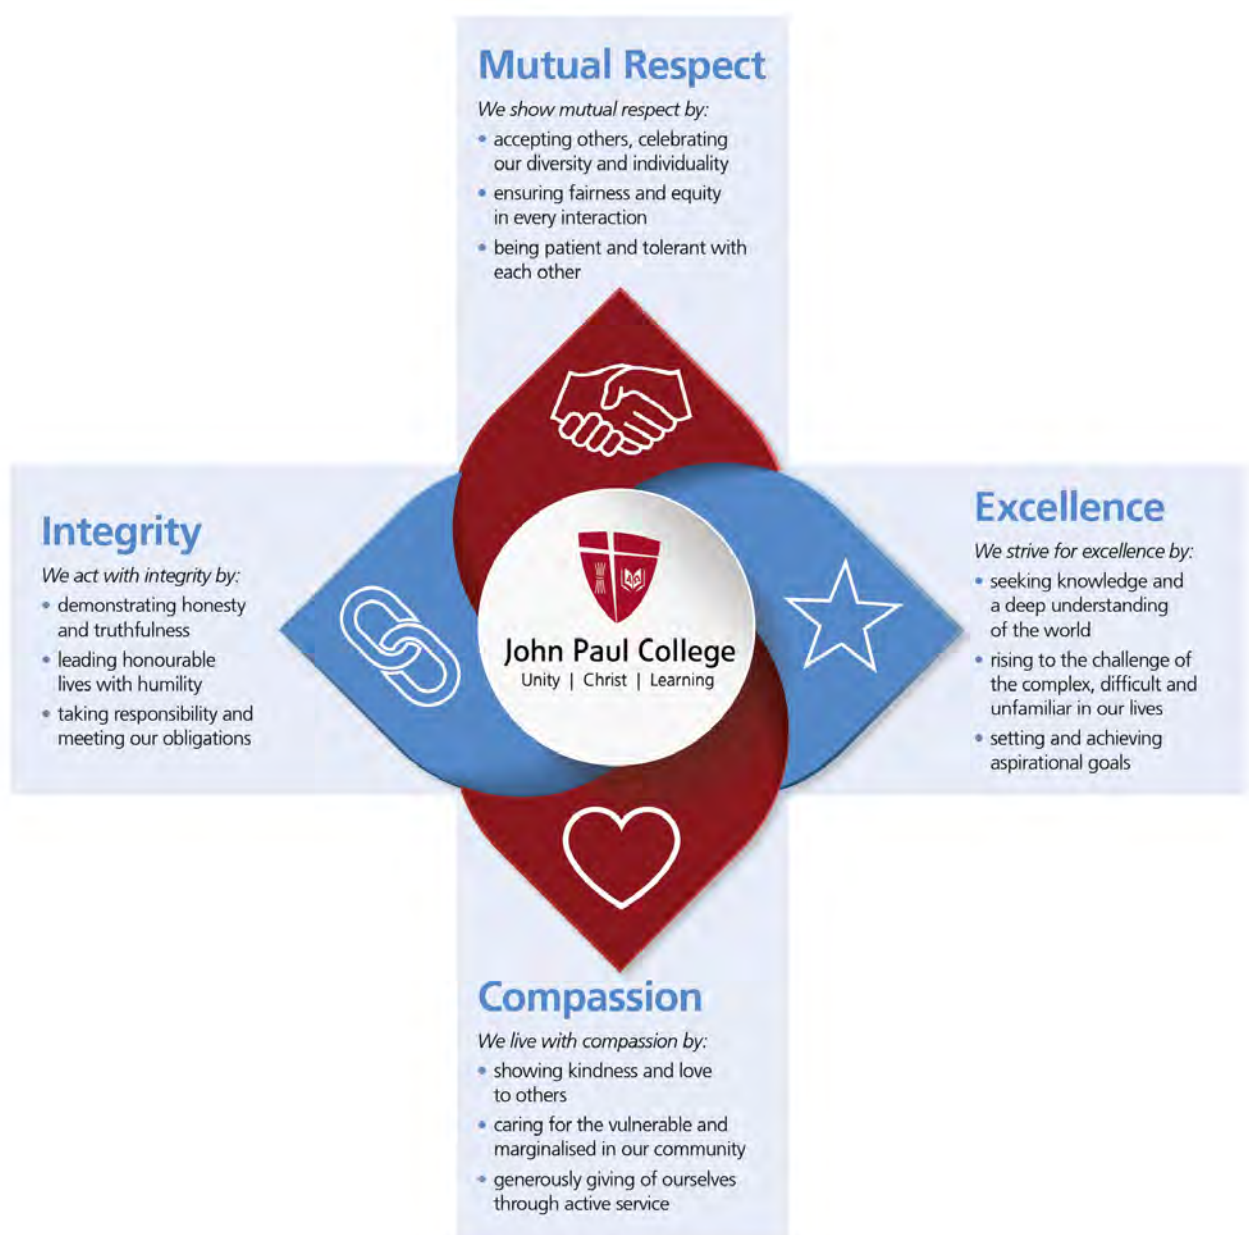 Mutual Respect
We show mutual respect by:
• accepting others, celebrating
our diversity and individuality
• ensuring fairness and equity
in every interaction
• being patient and tolerant with
each other
Integrity
We act with integrity by:
• demonstrating honesty
and truthfulness
• leading honourable
lives with humility
• taking responsibility and
meeting our obligations
John Paul College
Unity | Christ | Learning
Excellence
We strive for excellence by:
• seeking knowledge and
a deep understanding
of the world
• rising to the challenge of
the complex, difficult and
unfamiliar in our lives
• setting and achieving
aspirational goals
Compassion
We live with compassion by:
• showing kindness and love
to others
• caring for the vulnerable and
marginalised in our community
• generously giving of ourselves
through active service